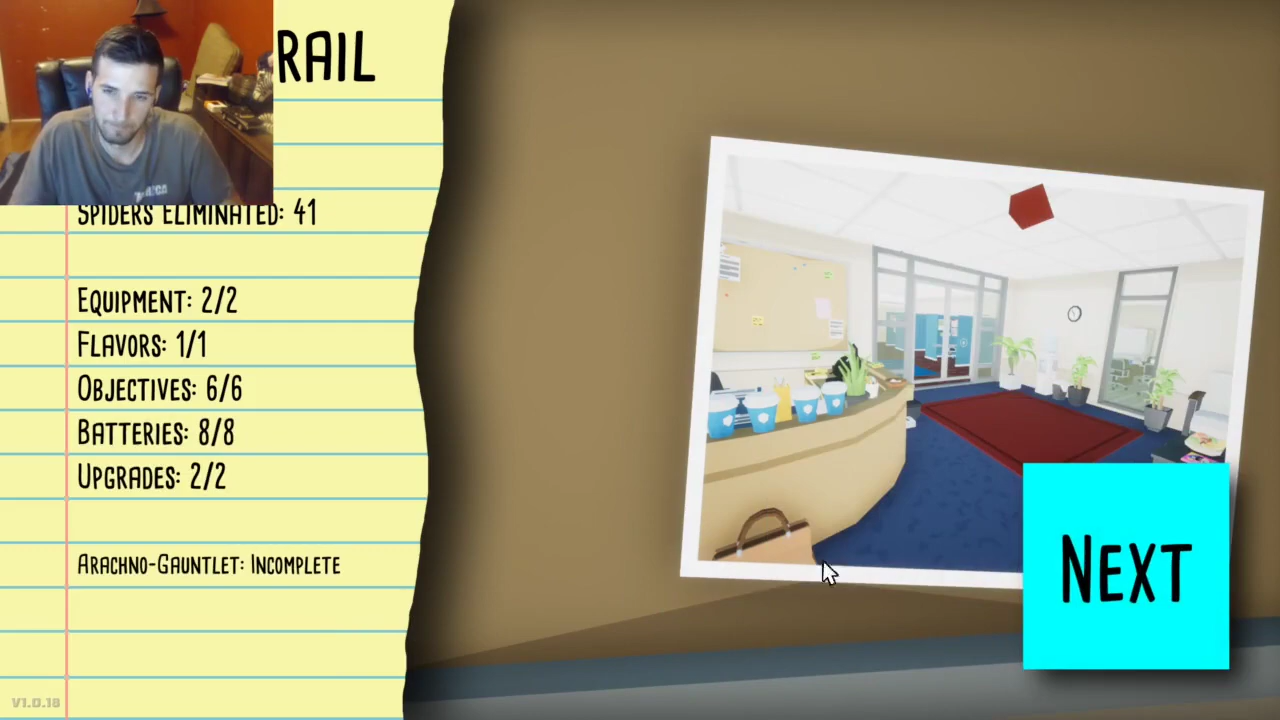 RAIL
SPIDERS ELIMINATED: 41
EQUIPMENT: 2/2
FLAVORS: 1/1
OBJECTIVES: 6/6
BATTERIES: 8/8
UPGRADES: 2/2
ARACHNO-GAUNTLET: INCOMPLETE
NEXT
V1.0.18